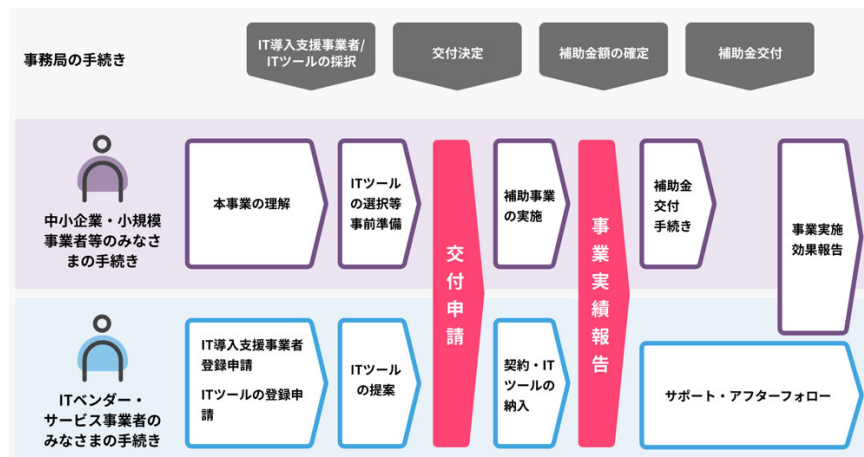 事務局の手続き
IT導入支援事業者/
ITツールの採択
交付決定
補助金額の確定
補助金交付
中小企業・小規模
事業者等のみなさ
まの手続き
本事業の理解
ITツール
の選択等
事前準備
交付申請
補助事業
の実施
事業実績報告
補助金
交付
手続き
事業実施
効果報告
ITベンダー・
サービス事業者の
みなさまの手続き
IT導入支援事業者
登録申請
ITツールの登録申
請
ITツール
の提案
契約・IT
ツールの
納入
サポート・アフターフォロー